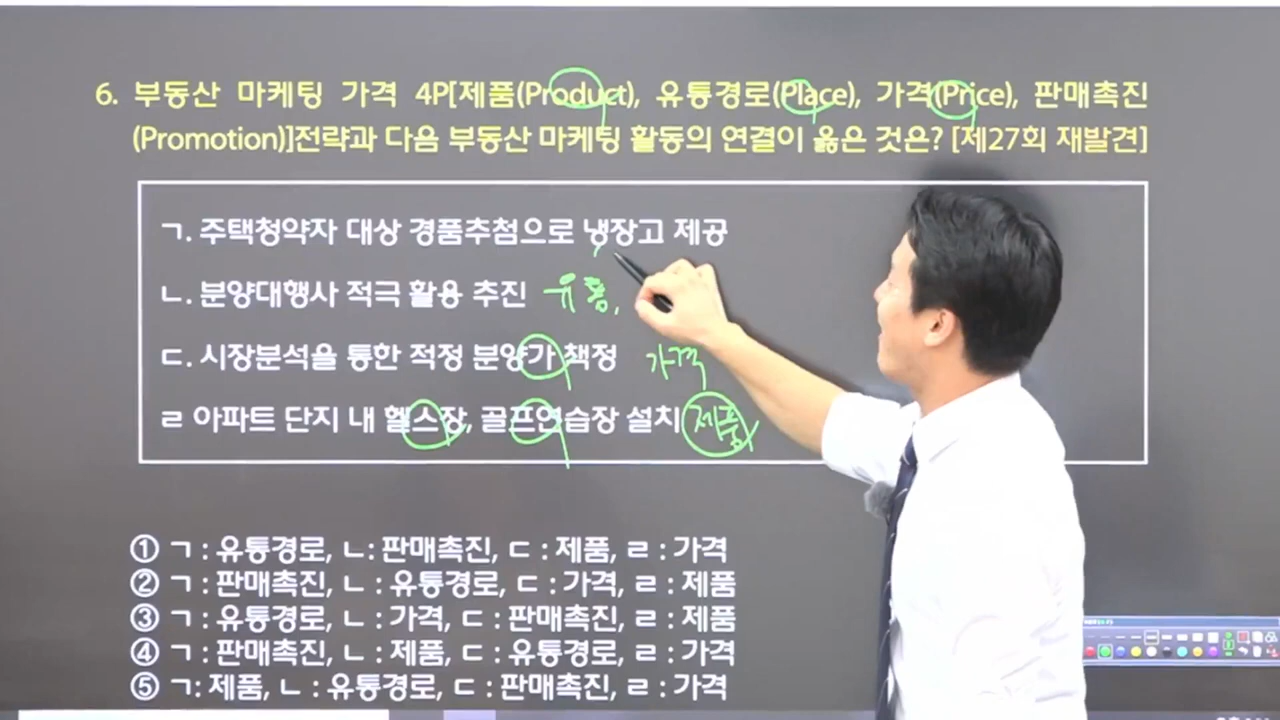 6. 부동산 마케팅 가격 4P[제품(Product), 유통경로(Place), 가격(Price), 판매촉진
(Promotion)]전략과 다음 부동산 마케팅 활동의 연결이 옳은 것은? [제27회 재발견]
ㄱ. 주택청약자 대상 경품추첨으로 냉장고 제공
ㄴ. 분양대행사 적극 활용 추진 유통,
ㄷ. 시장분석을 통한 적정 분양가 책정 가격
ㄹ 아파트 단지 내 헬스장, 골프연습장 설치 제품
① ㄱ : 유통경로, ㄴ: 판매촉진, ㄷ : 제품, ㄹ : 가격
② ㄱ : 판매촉진, ㄴ : 유통경로, ㄷ : 가격, ㄹ : 제품
③ ㄱ : 유통경로, ㄴ : 가격, ㄷ : 판매촉진, ㄹ : 제품
④ ㄱ : 판매촉진, ㄴ : 제품, ㄷ : 유통경로, ㄹ : 가격
⑤ ㄱ: 제품, ㄴ : 유통경로, ㄷ : 판매촉진, ㄹ : 가격